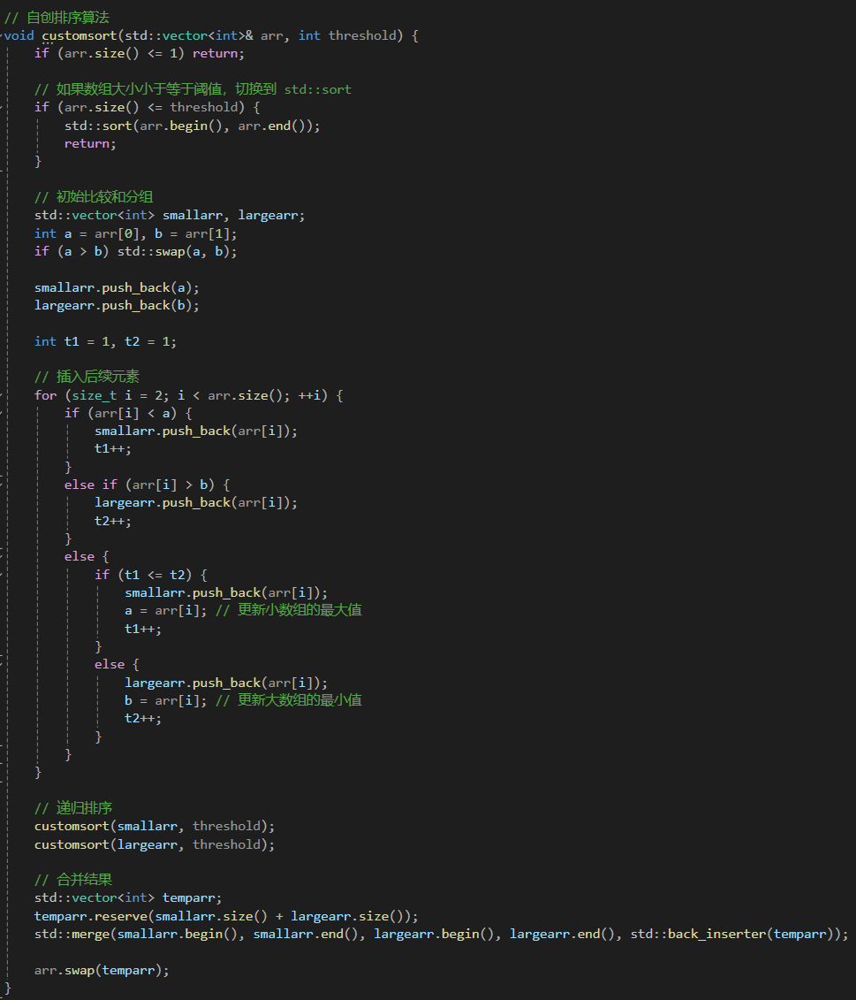 // 自创排序算法
void customsort(std::vector<int>& arr, int threshold) {
    if (arr.size() <= 1) return;

    // 如果数组大小小于等于阈值，切换到 std::sort
    if (arr.size() <= threshold) {
        std::sort(arr.begin(), arr.end());
        return;
    }

    // 初始比较和分组
    std::vector<int> smallarr, largearr;
    int a = arr[0], b = arr[1];
    if (a > b) std::swap(a, b);

    smallarr.push_back(a);
    largearr.push_back(b);

    int t1 = 1, t2 = 1;

    // 插入后续元素
    for (size_t i = 2; i < arr.size(); ++i) {
        if (arr[i] < a) {
            smallarr.push_back(arr[i]);
            t1++;
        }
        else if (arr[i] > b) {
            largearr.push_back(arr[i]);
            t2++;
        }
        else {
            if (t1 <= t2) {
                smallarr.push_back(arr[i]);
                a = arr[i]; // 更新小数组的最大值
                t1++;
            }
            else {
                largearr.push_back(arr[i]);
                b = arr[i]; // 更新大数组的最小值
                t2++;
            }
        }
    }

    // 递归排序
    customsort(smallarr, threshold);
    customsort(largearr, threshold);

    // 合并结果
    std::vector<int> temparr;
    temparr.reserve(smallarr.size() + largearr.size());
    std::merge(smallarr.begin(), smallarr.end(), largearr.begin(), largearr.end(), std::back_inserter(temparr));

    arr.swap(temparr);
}